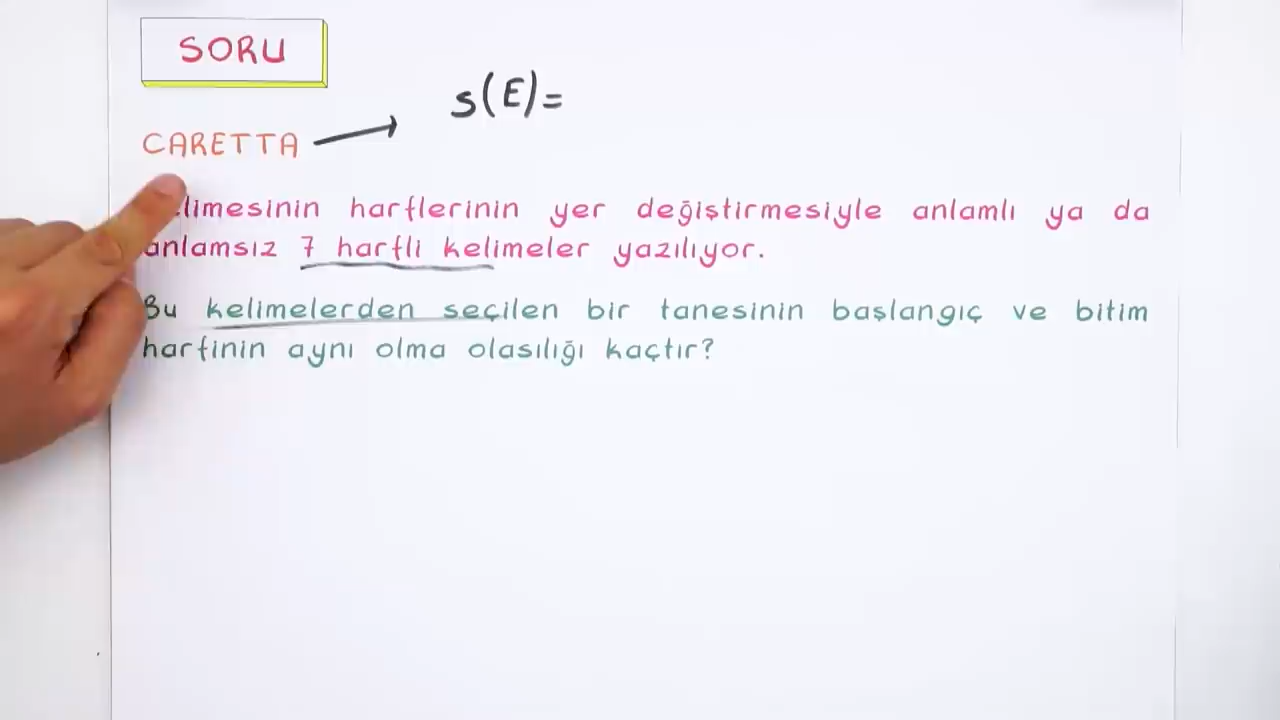 SORU
s(E)=
CARETTA
harflerinin yer değiştirmesiyle anlamlı ya da
anlamsız 7 harfli kelimeler yazılıyor.
Bu kelimelerden seçilen bir tanesinin başlangıç ve bitim
harfinin aynı olma olasılığı kaçtır?